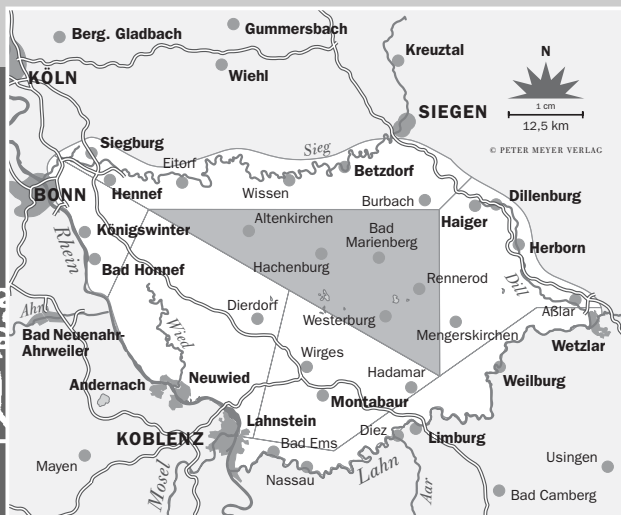 Berg. Gladbach
Gummersbach
Kreuztal
N
KÖLN
Wiehl
1 cm
12,5 km
SIEGEN
© PETER MEYER VERLAG
Siegburg
Eitorf
Sieg
Betzdorf
BONN
Hennef
Wissen
Burbach
Dillenburg
Haiger
Altenkirchen
Bad
Marienberg
Königswinter
Rhein
Herborn
Bad Honnef
Hachenburg
Rennerod
Dill
Ahr
Dierdorf
Westerburg
Aßlar
Wied
Mengerskirchen
Bad Neuenahr-
Ahrweiler
Wetzlar
Wirges
Hadamar
Weilburg
Andernach
Neuwied
Montabaur
Lahnstein
KOBLENZ
Diez
Limburg
Bad Ems
Mayen
Mosel
Nassau
Lahn
Aar
Usingen
Bad Camberg